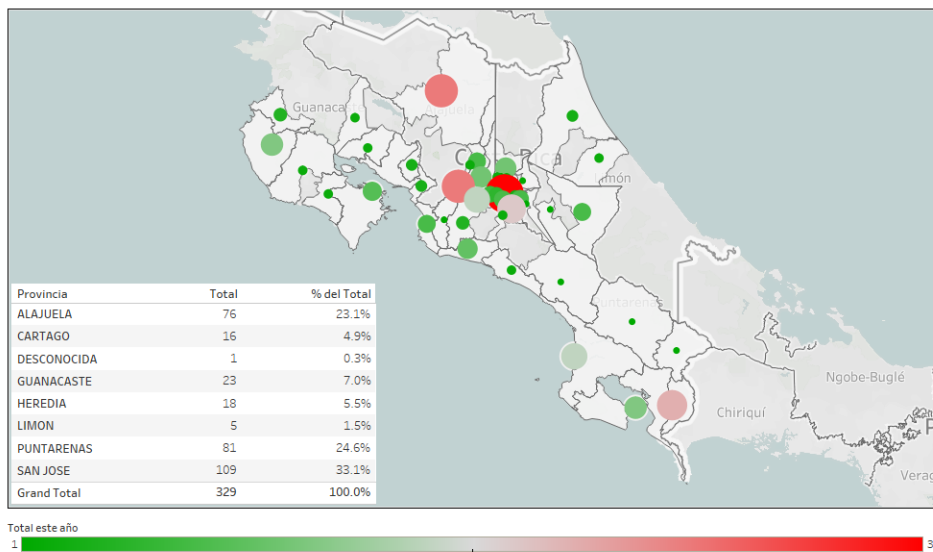 Guanacaste
Alajuela
Costa Rica
Limón
Puntarenas
Ngobe-Buglé
Chiriquí
Verag
Provincia Total % del Total
ALAJUELA 76 23.1%
CARTAGO 16 4.9%
DESCONOCIDA 1 0.3%
GUANACASTE 23 7.0%
HEREDIA 18 5.5%
LIMON 5 1.5%
PUNTARENAS 81 24.6%
SAN JOSE 109 33.1%
Grand Total 329 100.0%
Total este año
1 3